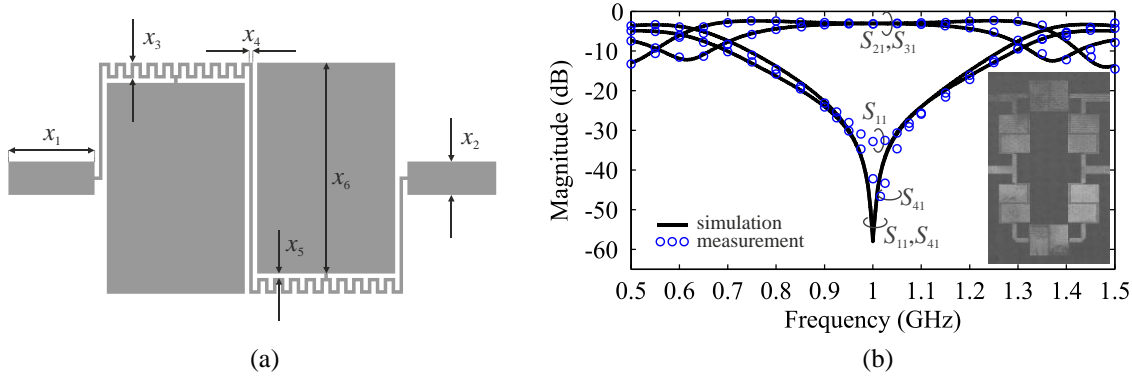 x3
x4
x1
x2
x6
x5
(a)
0
-10
-20
-30
-40
-50
-60
Magnitude (dB)
S21,S31
S11
S41
S11,S41
simulation
measurement
0.5 0.6 0.7 0.8 0.9 1 1.1 1.2 1.3 1.4 1.5
Frequency (GHz)
(b)